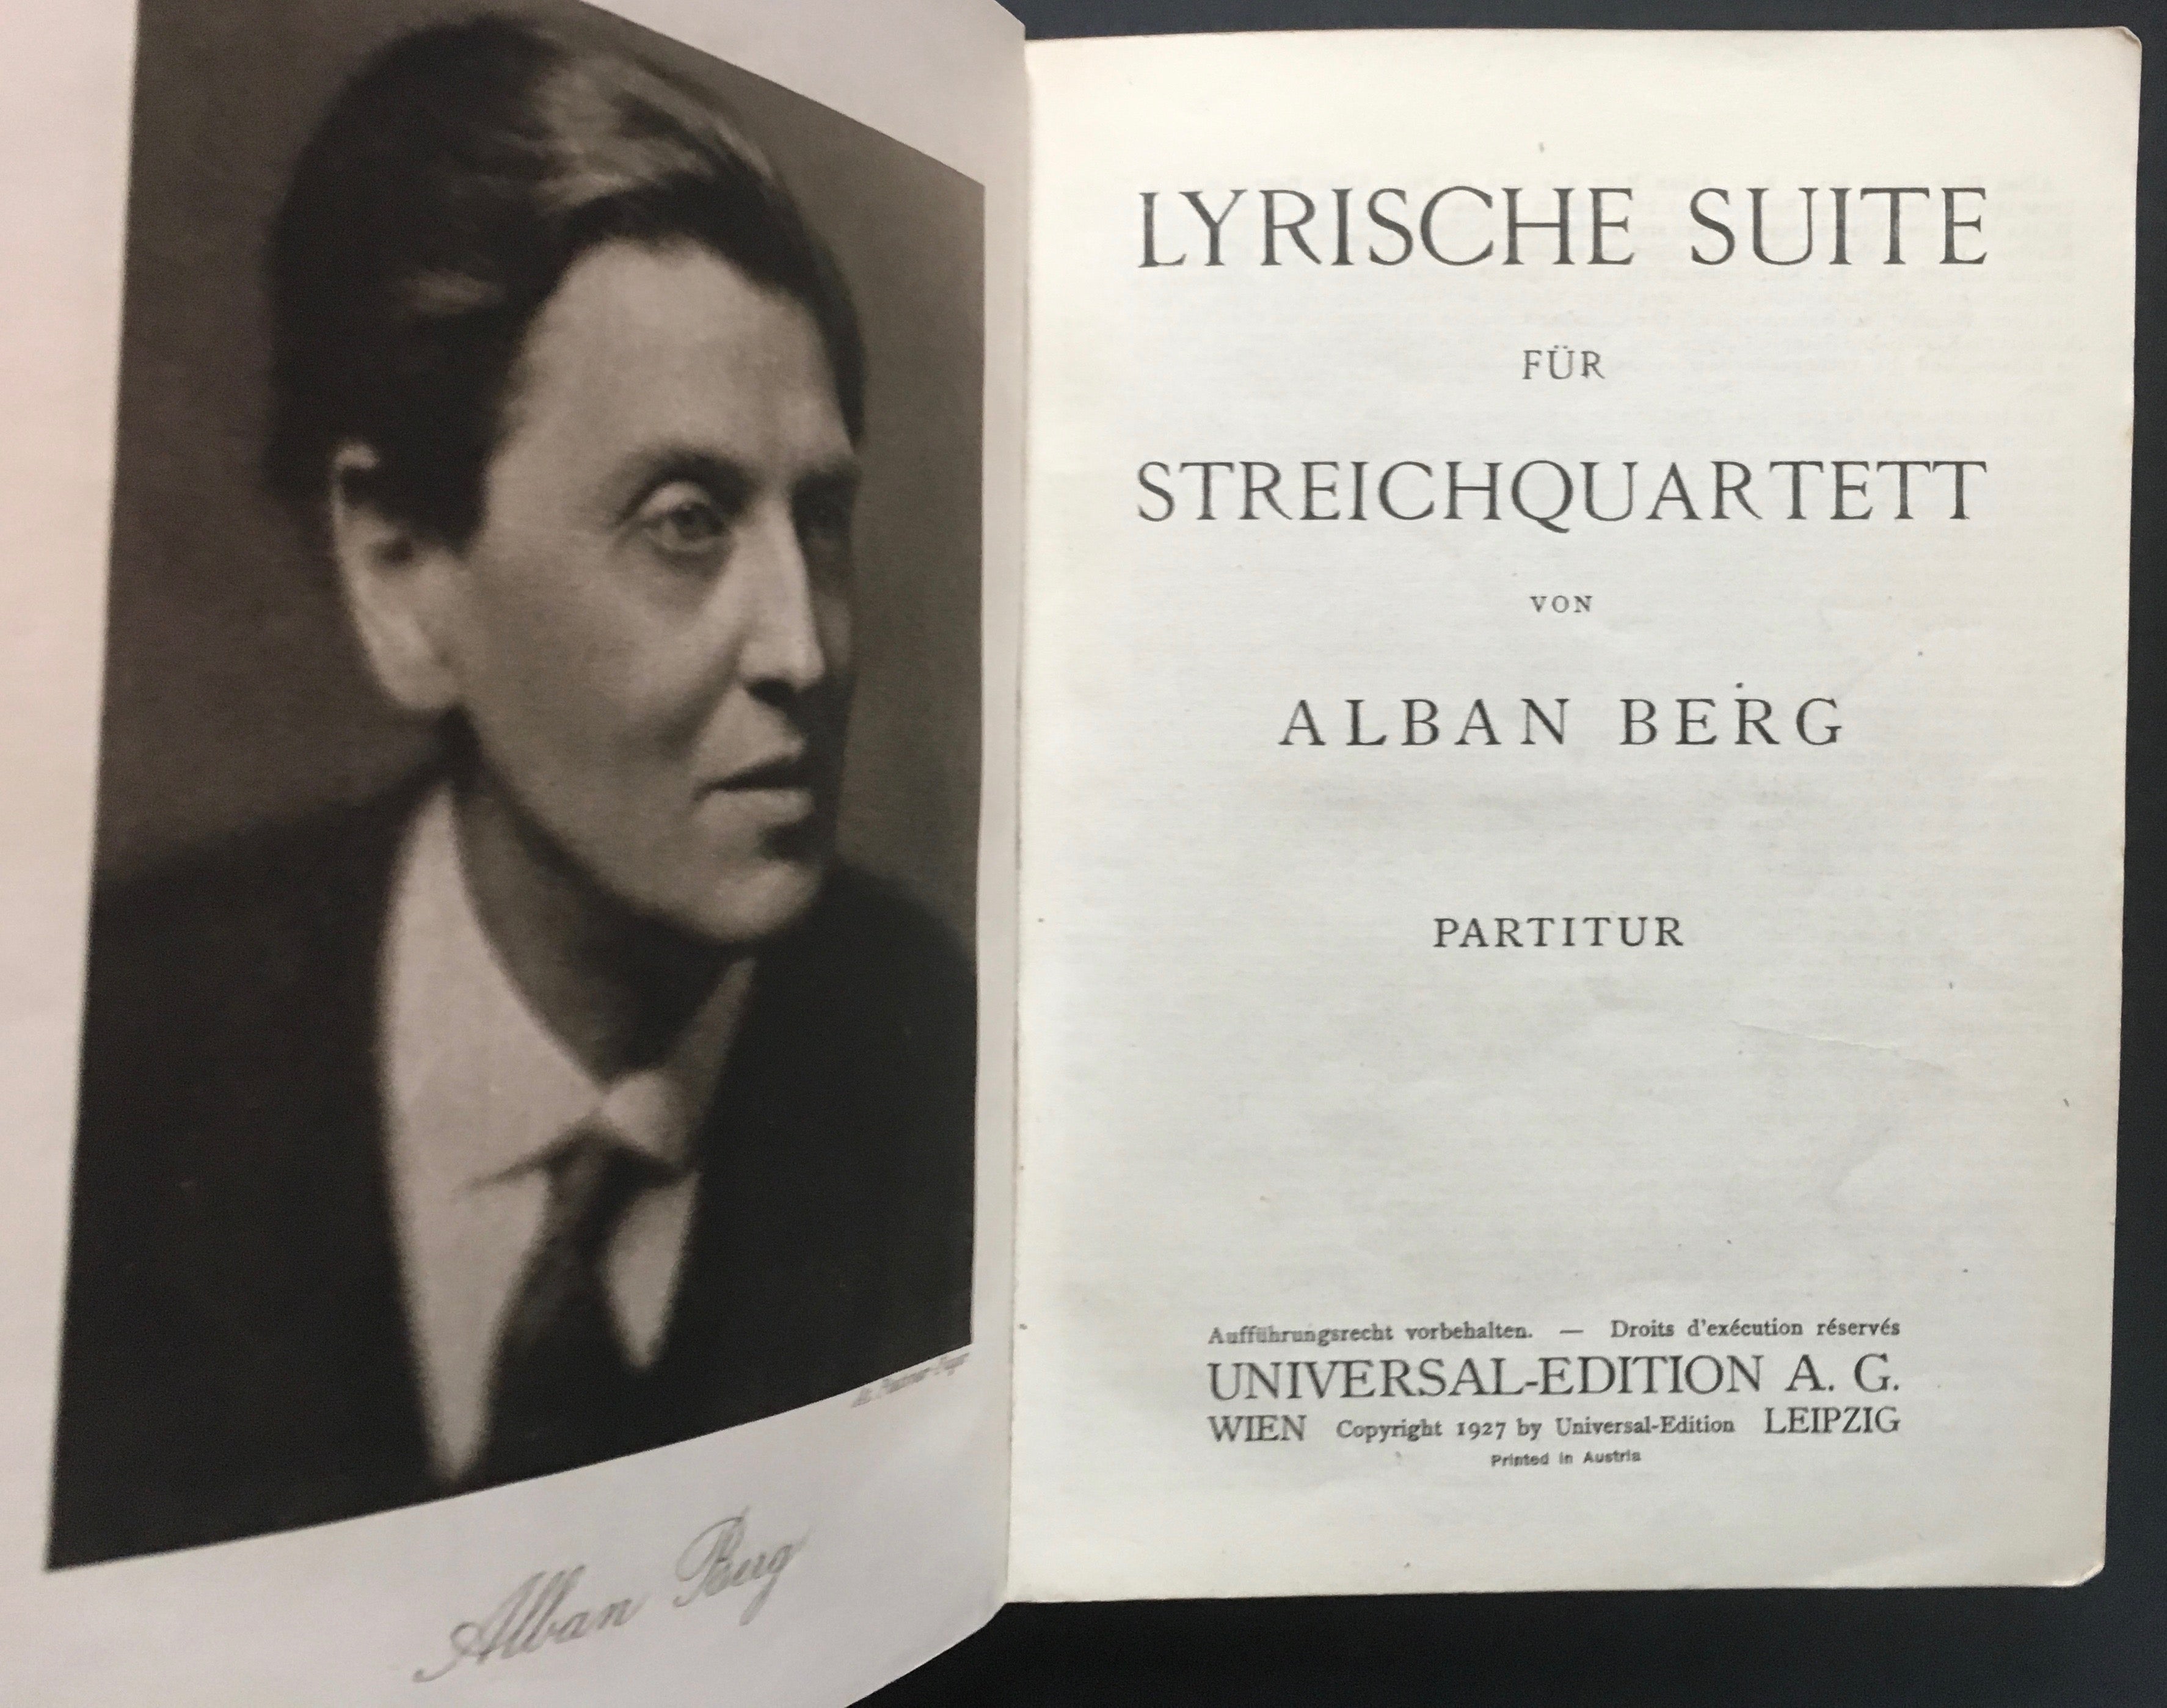 Alban Berg
LYRISCHE SUITE
FÜR
STREICHQUARTETT
VON
ALBAN BERG
PARTITUR
Aufführungsrecht vorbehalten. — Droits d'exécution réservés
UNIVERSAL-EDITION A. G.
WIEN Copyright 1927 by Universal-Edition LEIPZIG
Printed in Austria